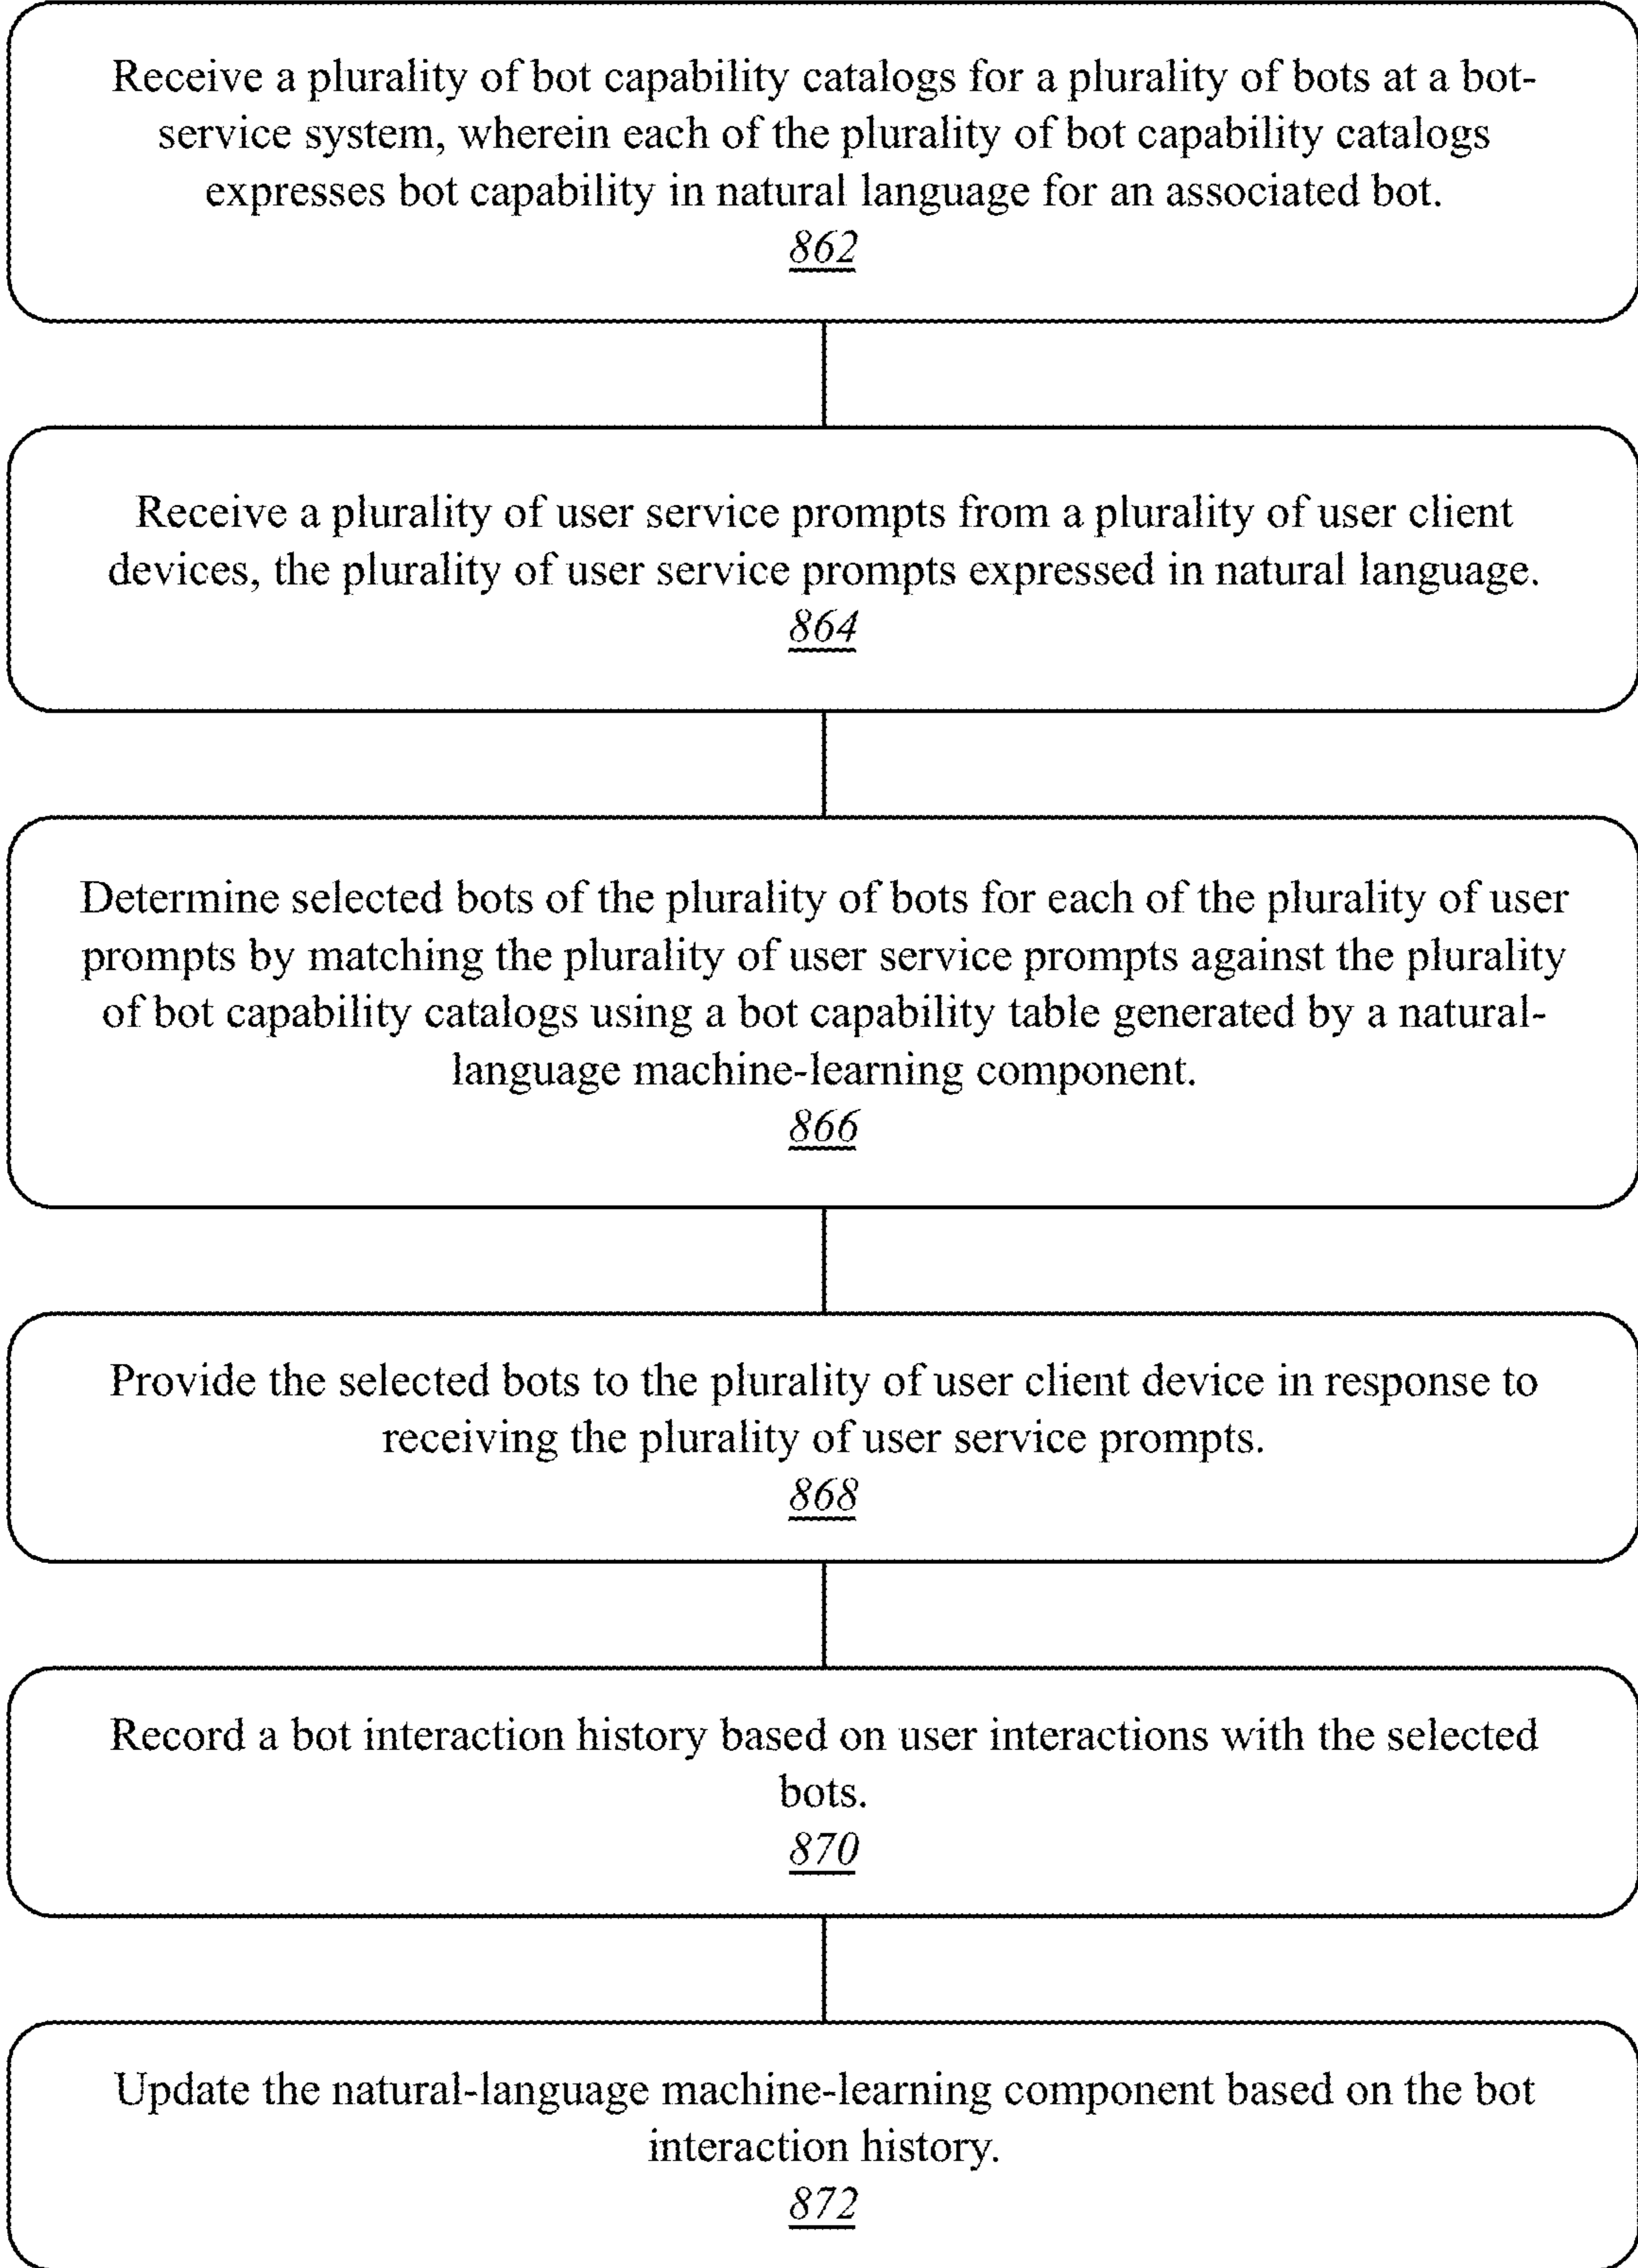 Receive a plurality of bot capability catalogs for a plurality of bots at a bot-
service system, wherein each of the plurality of bot capability catalogs
expresses bot capability in natural language for an associated bot.
862
Receive a plurality of user service prompts from a plurality of user client
devices, the plurality of user service prompts expressed in natural language.
864
Determine selected bots of the plurality of bots for each of the plurality of user
prompts by matching the plurality of user service prompts against the plurality
of bot capability catalogs using a bot capability table generated by a natural-
language machine-learning component.
866
Provide the selected bots to the plurality of user client device in response to
receiving the plurality of user service prompts.
868
Record a bot interaction history based on user interactions with the selected
bots.
870
Update the natural-language machine-learning component based on the bot
interaction history.
872